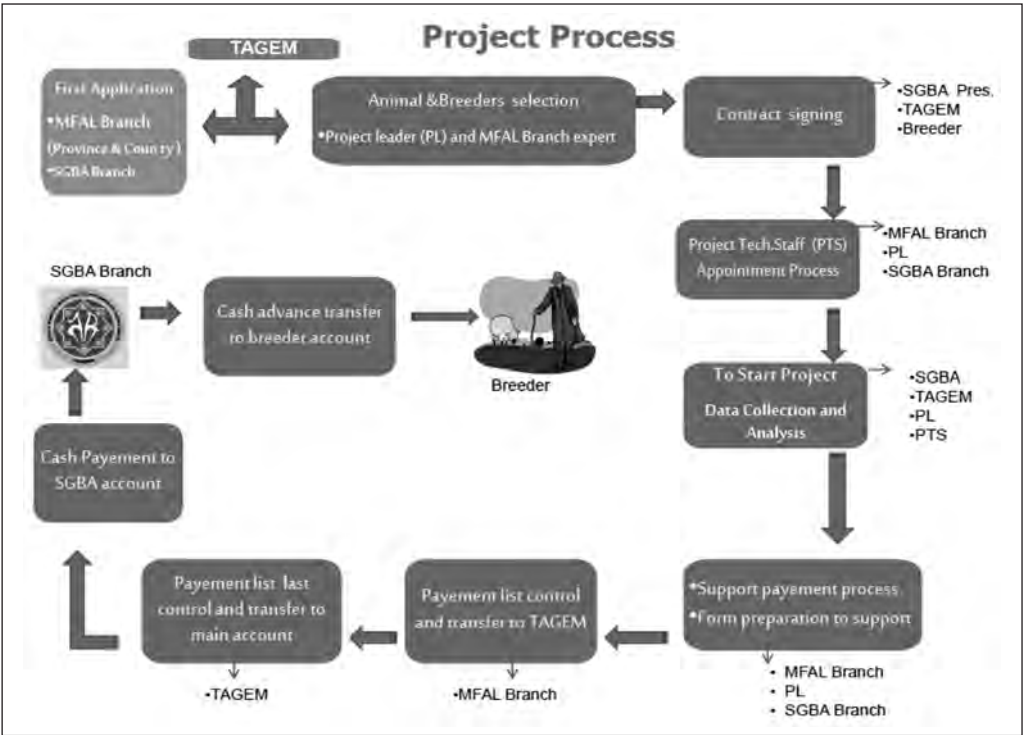 Project Process
TAGEM
First Application
•MFAL Branch
(Province & County)
•SGBA Branch
Animal &Breeders selection
•Project leader (PL) and MFAL Branch expert
Contract signing
•SGBA Pres.
•TAGEM
•Breeder
Project Tech.Staff (PTS)
Appointment Process
•MFAL Branch
•PL
•SGBA Branch
To Start Project
Data Collection and
Analysis
•SGBA
•TAGEM
•PL
•PTS
•Support payement process
•Form preparation to support
• MFAL Branch
• PL
• SGBA Branch
Payement list control
and transfer to TAGEM
•MFAL Branch
Payement list last
control and transfer to
main account
•TAGEM
Cash Payement to
SGBA account
SGBA Branch
Cash advance transfer
to breeder account
Breeder